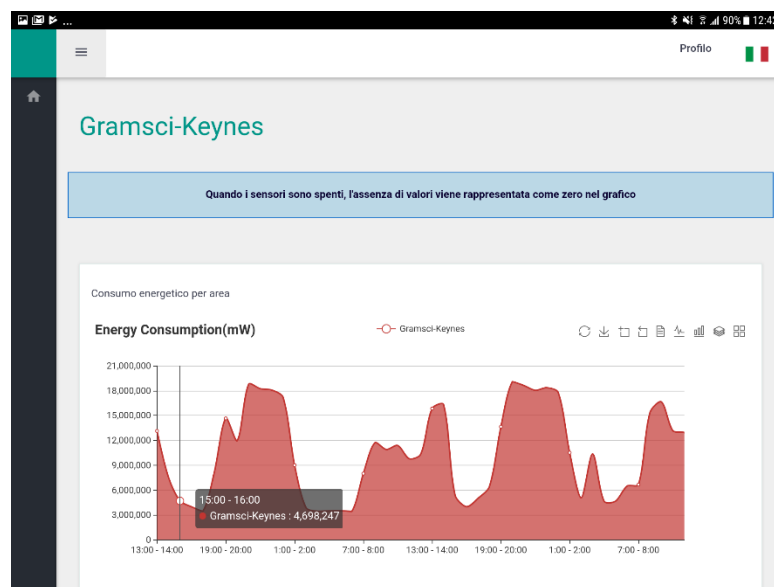 ... 90% 12:42
Profilo
Gramsci-Keynes
Quando i sensori sono spenti, l'assenza di valori viene rappresentata come zero nel grafico
Consumo energetico per area
Energy Consumption(mW)
Gramsci-Keynes
21,000,000
18,000,000
15,000,000
12,000,000
9,000,000
6,000,000
3,000,000
0
15:00 - 16:00
Gramsci-Keynes : 4,698,247
13:00 - 14:00 19:00 - 20:00 1:00 - 2:00 7:00 - 8:00 13:00 - 14:00 19:00 - 20:00 1:00 - 2:00 7:00 - 8:00